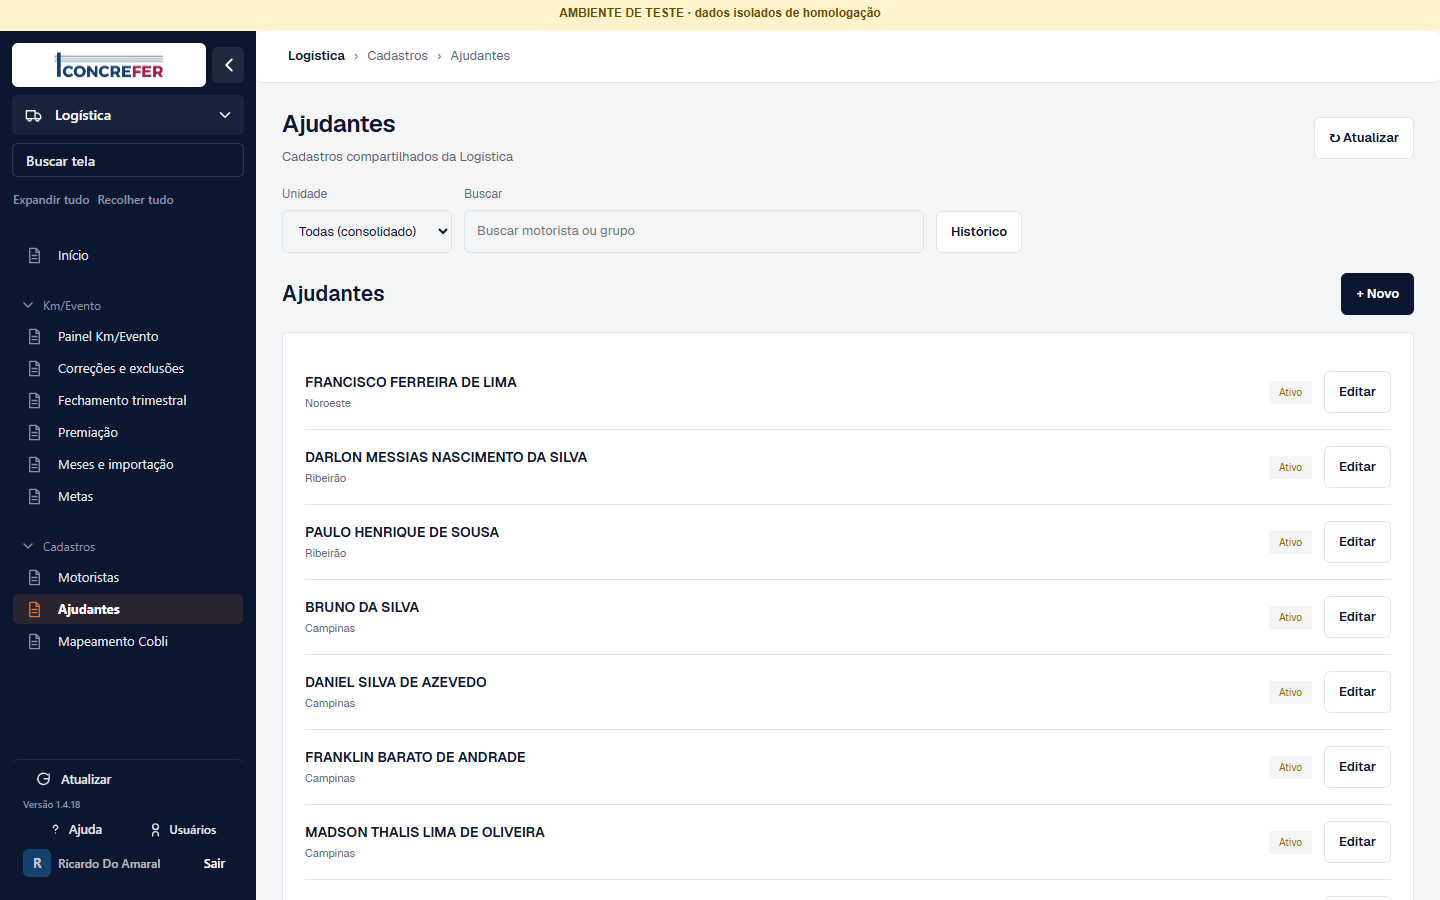 AMBIENTE DE TESTE · dados isolados de homologação
CONCREFER
Logística
Buscar tela
Expandir tudo Recolher tudo
Início
Km/Evento
Painel Km/Evento
Correções e exclusões
Fechamento trimestral
Premiação
Meses e importação
Metas
Cadastros
Motoristas
Ajudantes
Mapeamento Cobli
Atualizar
Versão 1.4.18
? Ajuda
Usuários
R Ricardo Do Amaral Sair
Logística › Cadastros › Ajudantes
Ajudantes
Cadastros compartilhados da Logística
↻ Atualizar
Unidade
Todas (consolidado)
Buscar
Buscar motorista ou grupo
Histórico
Ajudantes
+ Novo
FRANCISCO FERREIRA DE LIMA
Noroeste
Ativo Editar
DARLON MESSIAS NASCIMENTO DA SILVA
Ribeirão
Ativo Editar
PAULO HENRIQUE DE SOUSA
Ribeirão
Ativo Editar
BRUNO DA SILVA
Campinas
Ativo Editar
DANIEL SILVA DE AZEVEDO
Campinas
Ativo Editar
FRANKLIN BARATO DE ANDRADE
Campinas
Ativo Editar
MADSON THALIS LIMA DE OLIVEIRA
Campinas
Ativo Editar